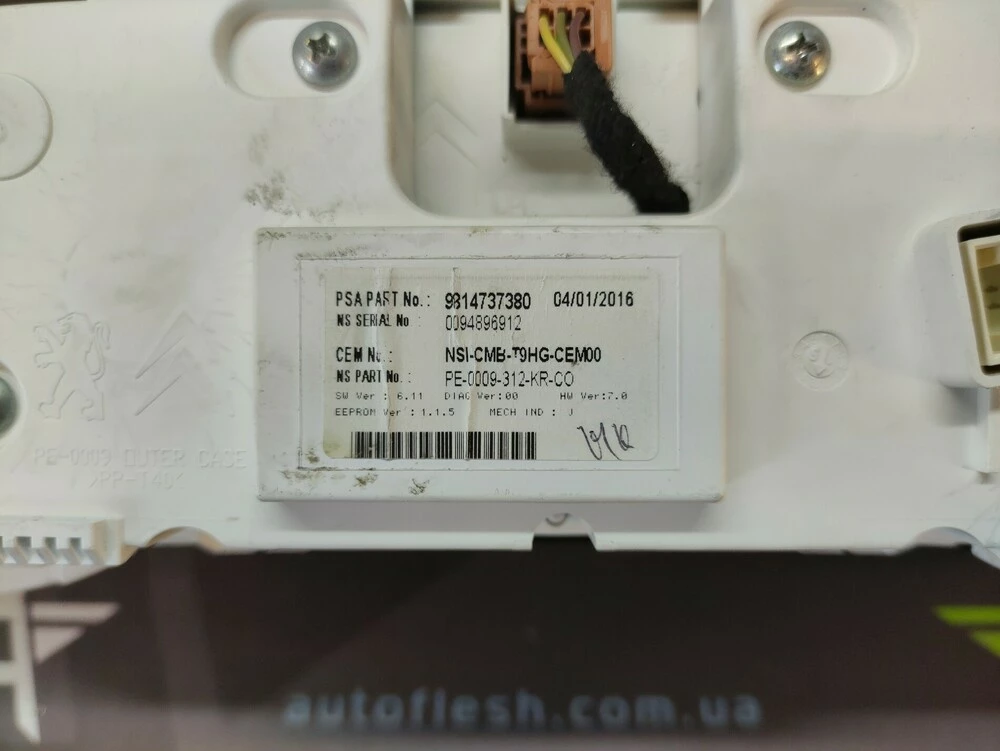 PSA PART No. : 9814737380 04/01/2016
NS SERIAL No : 0094896912
CEM No. : NSI-CMB-T9HG-CEM00
NS PART No. : PE-0009-312-KR-CO
SW Ver : 6.11 DIAG Ver:00 HW Ver:7.0
EEPROM Ver : 1.1.5 MECH IND : J
PE-0009 OUTER CASE
>PP-T40<
autoflesh.com.ua